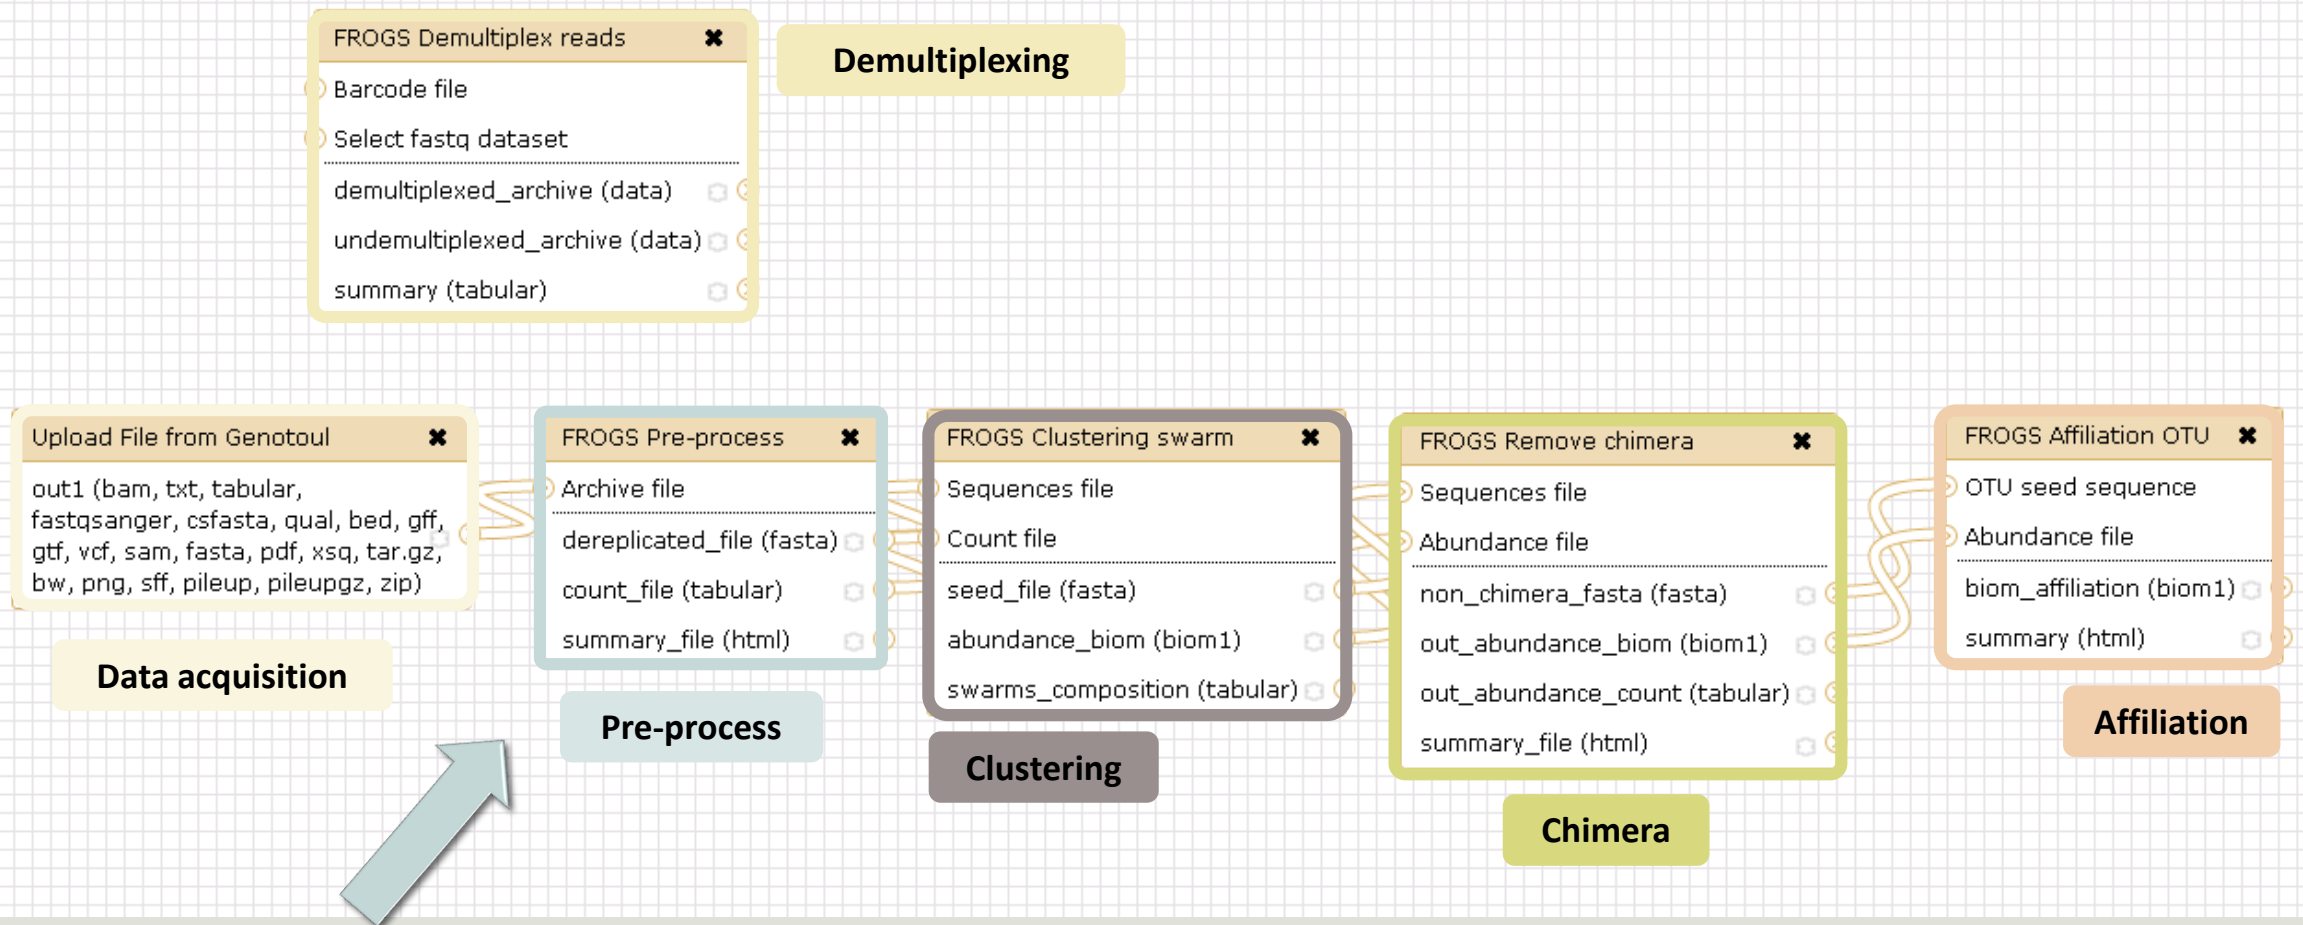 FROGS Demultiplex reads
Barcode file
Select fastq dataset
demultiplexed_archive (data)
undemultiplexed_archive (data)
summary (tabular)
Demultiplexing
Upload File from Genotoul
out1 (bam, txt, tabular,
fastqsanger, csfasta, qual, bed, gff,
gtf, vcf, sam, fasta, pdf, xsq, tar.gz,
bw, png, sff, pileup, pileupgz, zip)
Data acquisition
FROGS Pre-process
Archive file
dereplicated_file (fasta)
count_file (tabular)
summary_file (html)
Pre-process
FROGS Clustering swarm
Sequences file
Count file
seed_file (fasta)
abundance_biom (biom1)
swarms_composition (tabular)
Clustering
FROGS Remove chimera
Sequences file
Abundance file
non_chimera_fasta (fasta)
out_abundance_biom (biom1)
out_abundance_count (tabular)
summary_file (html)
Chimera
FROGS Affiliation OTU
OTU seed sequence
Abundance file
biom_affiliation (biom1)
summary (html)
Affiliation